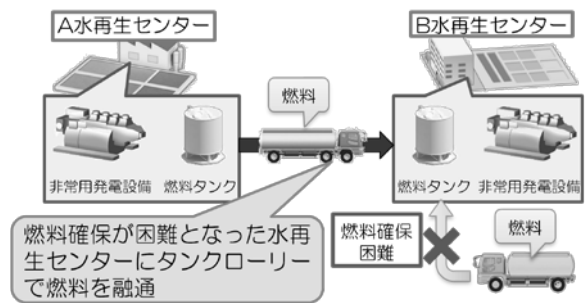 A水再生センター
B水再生センター
燃料
非常用発電設備
燃料タンク
燃料タンク
非常用発電設備
燃料確保が困難となった水再
生センターにタンクローリー
で燃料を融通
燃料確保
困難
燃料